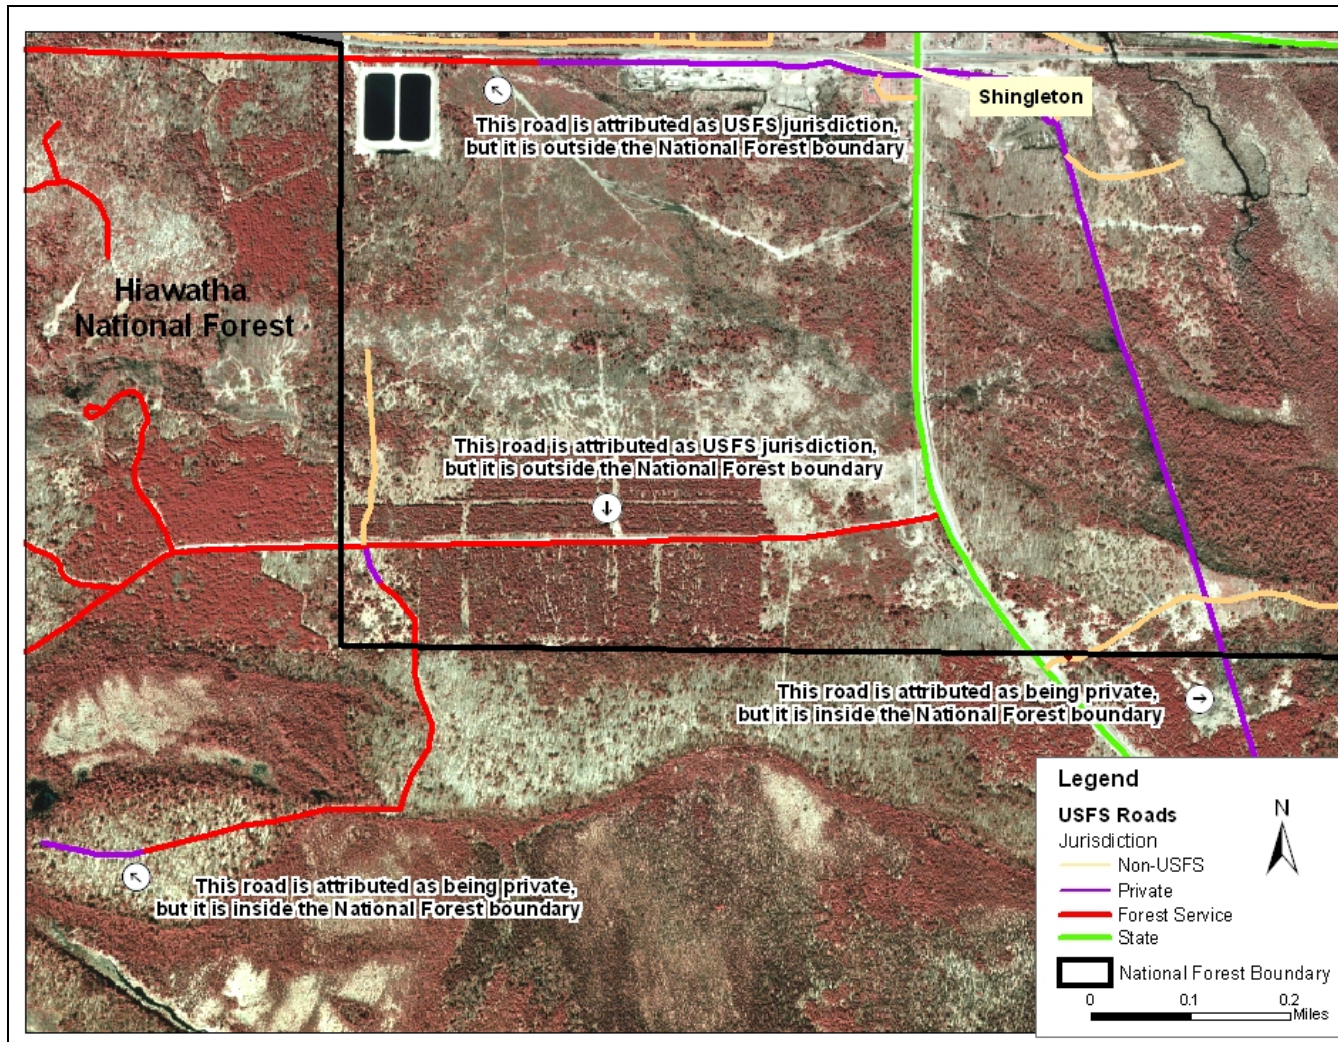 Shingleton
This road is attributed as USFS jurisdiction,
but it is outside the National Forest boundary
Hiawatha
National Forest
This road is attributed as USFS jurisdiction,
but it is outside the National Forest boundary
This road is attributed as being private,
but it is inside the National Forest boundary
This road is attributed as being private,
but it is inside the National Forest boundary
Legend
USFS Roads
Jurisdiction
Non-USFS
Private
Forest Service
State
National Forest Boundary
N
0 0.1 0.2
Miles